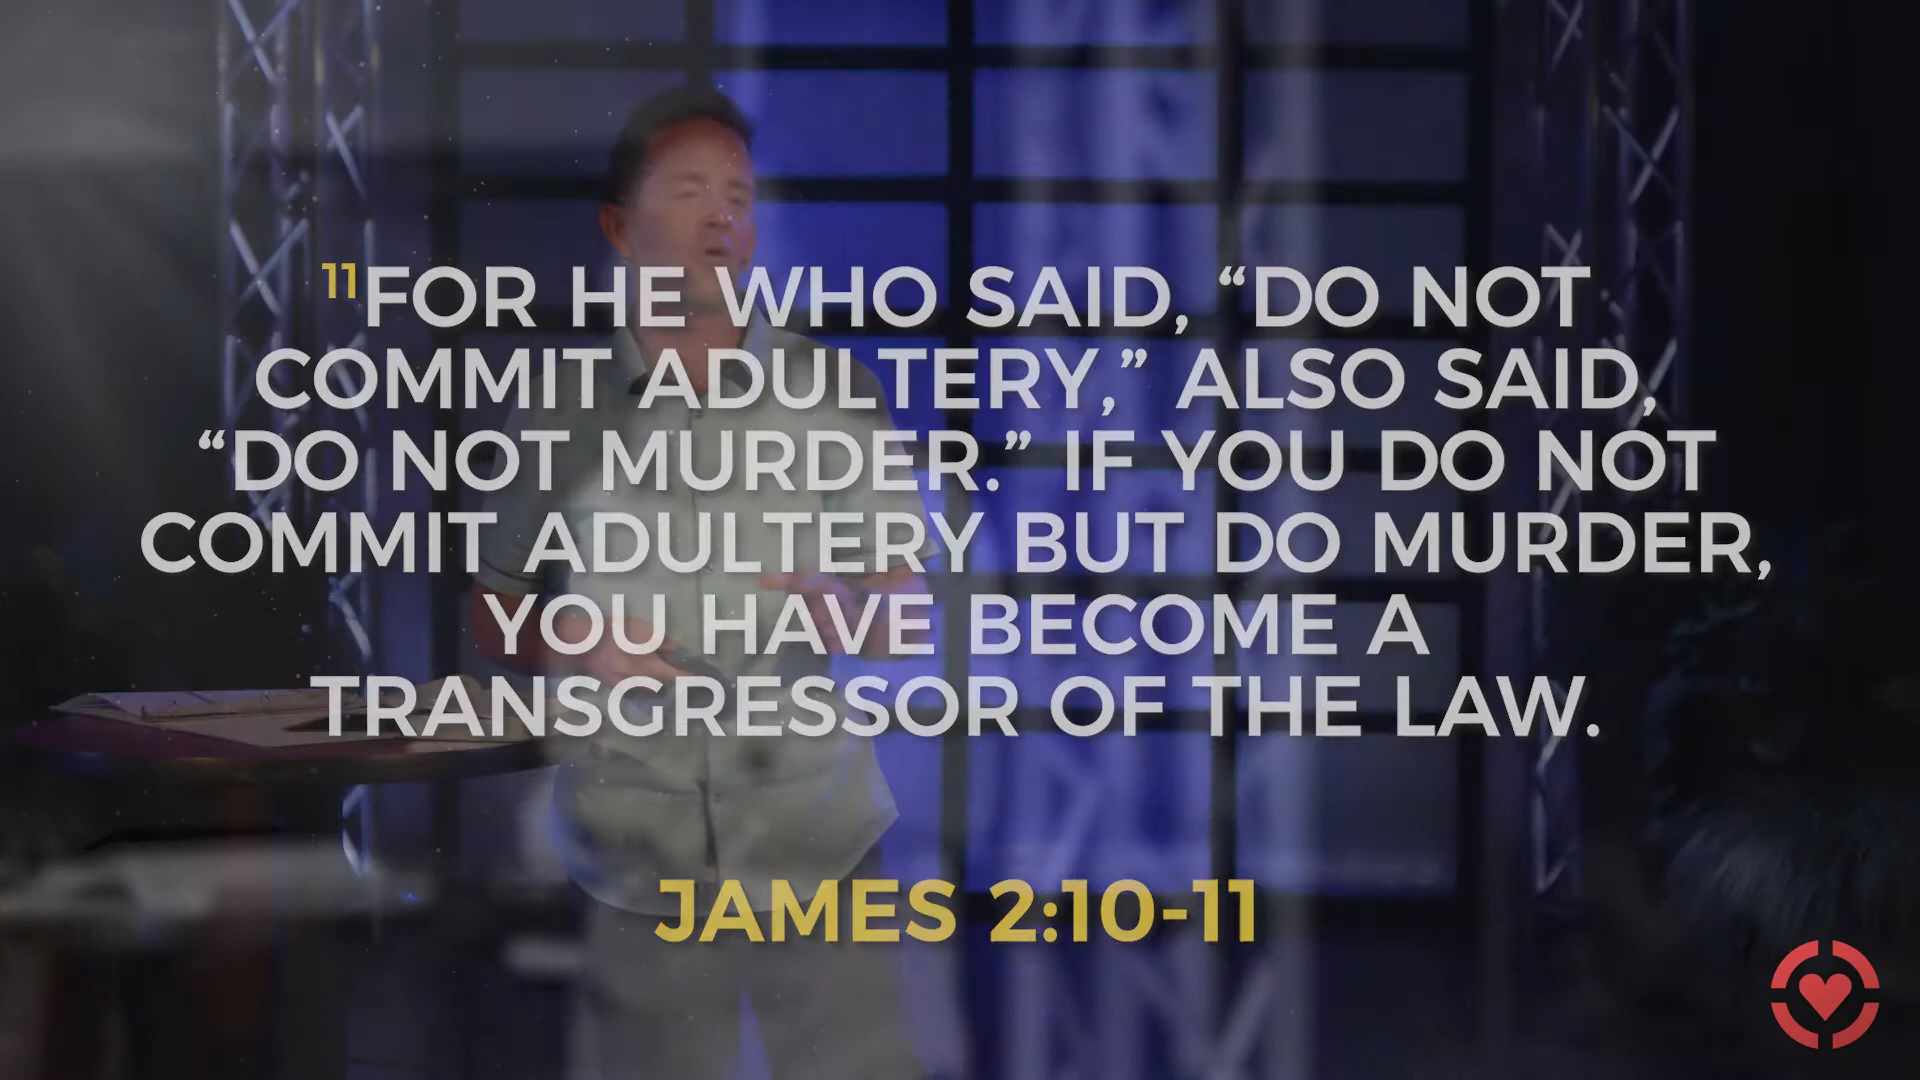 11FOR HE WHO SAID, “DO NOT
COMMIT ADULTERY,” ALSO SAID,
“DO NOT MURDER.” IF YOU DO NOT
COMMIT ADULTERY BUT DO MURDER,
YOU HAVE BECOME A
TRANSGRESSOR OF THE LAW.
JAMES 2:10-11